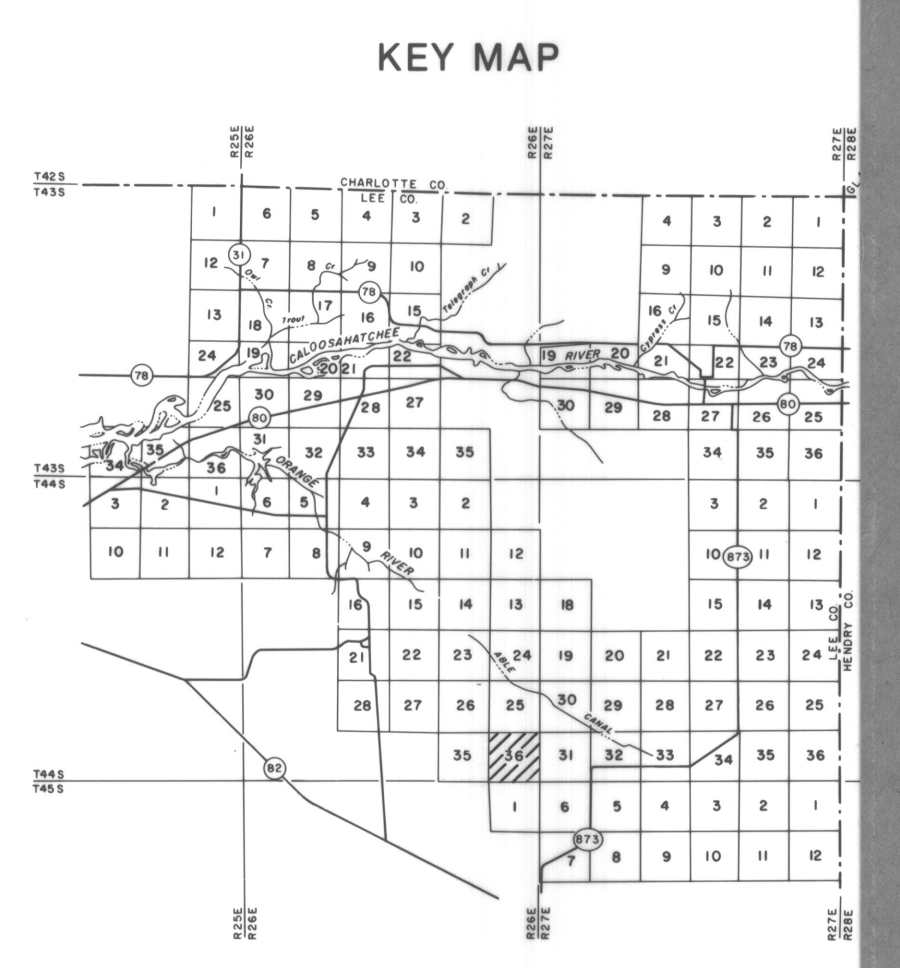 KEY MAP
R25E R26E
R26E R27E
R27E R28E
T42S
T43S
CHARLOTTE CO.
LEE CO.
1 6 5 4 3 2 4 3 2 1
31
12 7 8 Cr 9 10 Telegraph Cr 9 10 11 12
Owl Cr
78
13 18 Trout 17 16 15 16 Cypress Cr 15 14 13
CALOOSAHATCHEE
78
24 19 20 21 22 19 RIVER 20 21 22 23 24
78
25 30 29 28 27 30 29 28 27 26 25
80
80
34 35 36 31 32 33 34 35 34 35 36
ORANGE
T43S
T44S
3 2 1 6 5 4 3 2 3 2 1
10 11 12 7 8 9 10 11 12 10 873 11 12
RIVER
16 15 14 13 18 15 14 13
LEE CO.
HENDRY CO.
21 22 23 24 19 20 21 22 23 24
ABLE
28 27 26 25 30 29 28 27 26 25
CANAL
35 36 31 32 33 34 35 36
82
T44S
T45S
1 6 5 4 3 2 1
873
7 8 9 10 11 12
R25E R26E
R26E R27E
R27E R28E